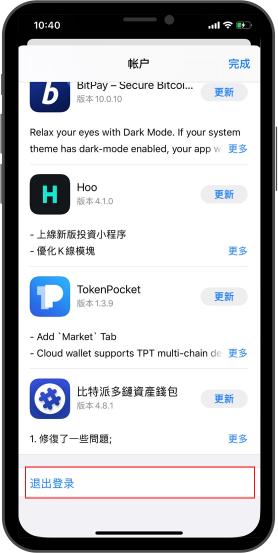 10:40
帐户
完成
BitPay – Secure Bitcoi...
版本 10.0.10
更新
Relax your eyes with Dark Mode. If your system
theme has dark-mode enabled, your app w
更多
Hoo
版本 4.1.0
更新
- 上線新版投資小程序
- 優化K線模塊
更多
TokenPocket
版本 1.3.9
更新
- Add `Market` Tab
- Cloud wallet supports TPT multi-chain de
更多
比特派多鏈資產錢包
版本 4.8.1
更新
1. 修復了一些問題;
更多
退出登录